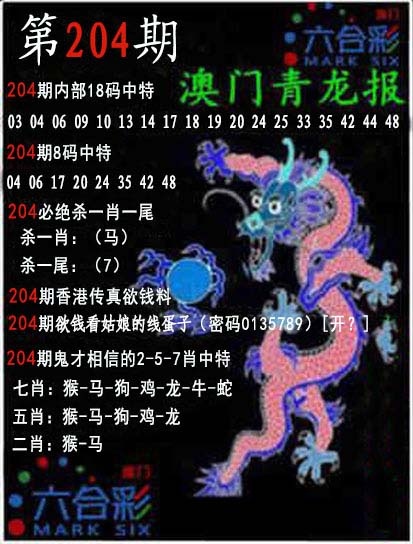 第204期
澳门
六合彩
MARK SIX
澳门青龙报
204期内部18码中特
03 04 06 09 10 13 14 17 18 19 20 24 25 33 35 42 44 48
204期8码中特
04 06 17 20 24 35 42 48
204必绝杀一肖一尾
杀一肖：（马）
杀一尾：（7）
204期香港传真欲钱料
204期欲钱看姑娘的线蛋子（密码0135789）[开？]
204期鬼才相信的2-5-7肖中特
七肖：猴-马-狗-鸡-龙-牛-蛇
五肖：猴-马-狗-鸡-龙
二肖：猴-马
澳门
六合彩
MARK SIX